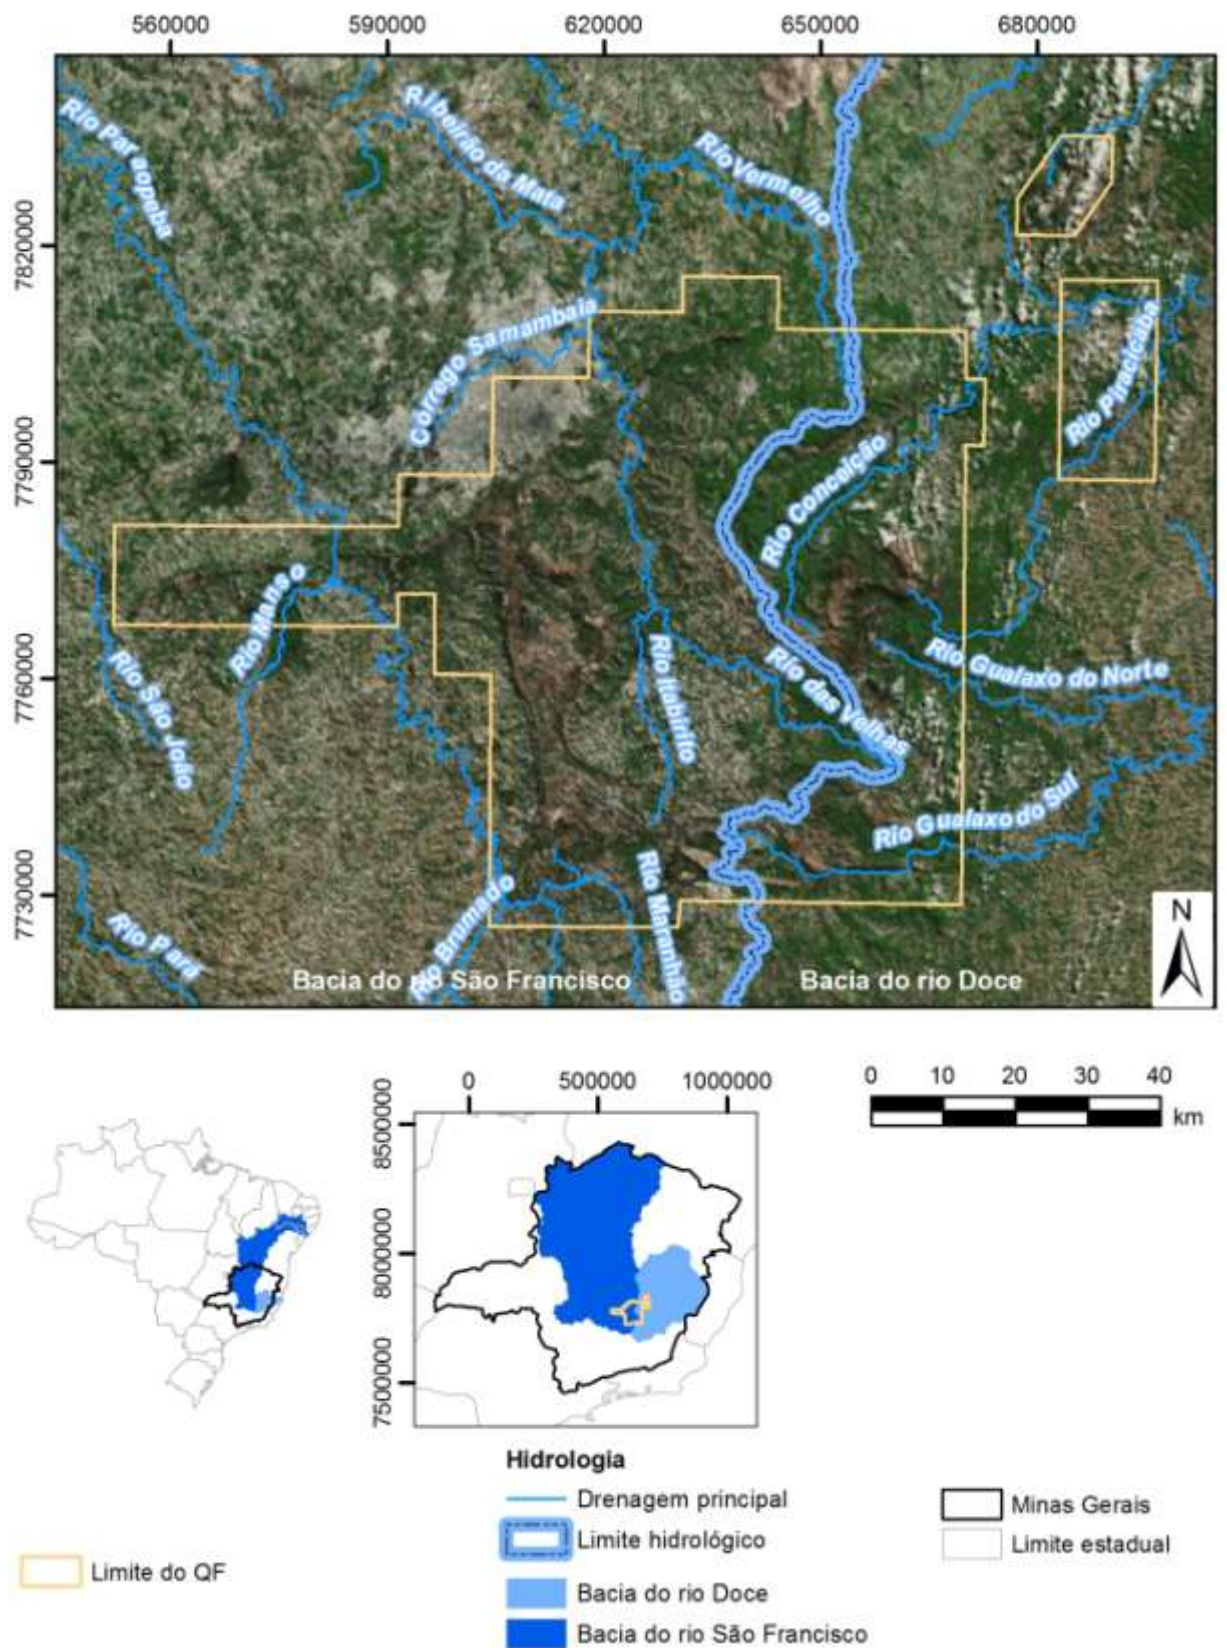 560000 590000 620000 650000 680000
7820000
7790000
7760000
7730000
Rio Paraopeba
Ribeirão da Mata
Rio Vermelho
Córrego Samambaia
Rio Piracicaba
Rio Conceição
Rio Manso
Rio São João
Rio Itabirito
Rio das Velhas
Rio Gualaxo do Norte
Rio Gualaxo do Sul
Rio Maranhão
Rio Brumado
Rio Pará
Bacia do rio São Francisco
Bacia do rio Doce
N
0 10 20 30 40
km
0 500000 1000000
8500000
8000000
7500000
Hidrologia
Drenagem principal
Limite hidrológico
Bacia do rio Doce
Bacia do rio São Francisco
Minas Gerais
Limite estadual
Limite do QF